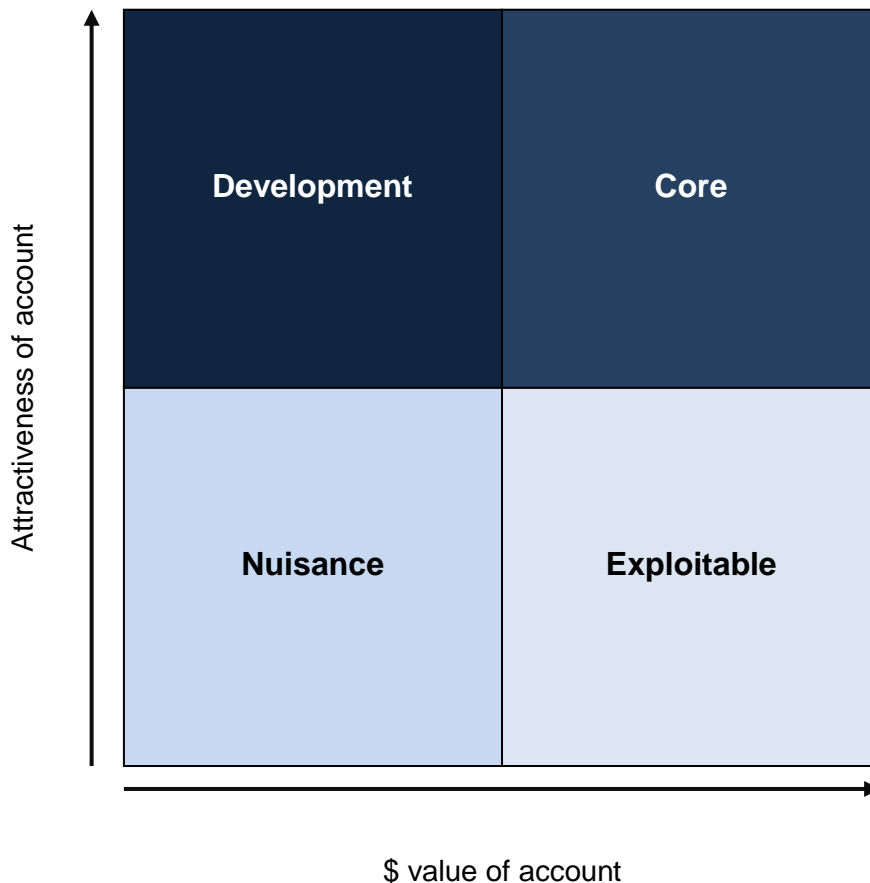 Attractiveness of account
Development
Core
Nuisance
Exploitable
$ value of account